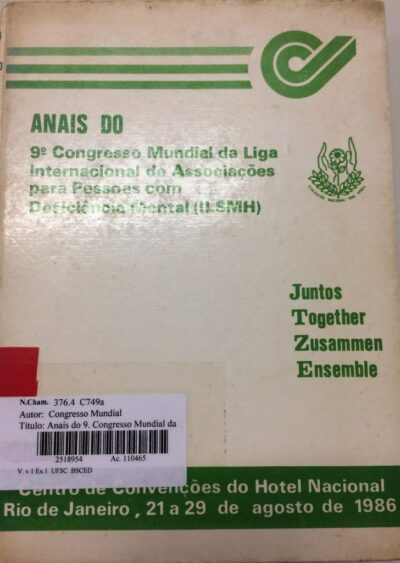 ANAIS DO
9º Congresso Mundial da Liga
Internacional de Associações
para Pessoas com
Deficiência Mental (ILSMH)
Juntos
Together
Zusammen
Ensemble
N.Cham. 376.4 C749a
Autor: Congresso Mundial
Título: Anais do 9. Congresso Mundial da
2518954 Ac. 110465
V. v.1 Ex.1 UFSC BSCED
Centro de Convenções do Hotel Nacional
Rio de Janeiro, 21 a 29 de agosto de 1986